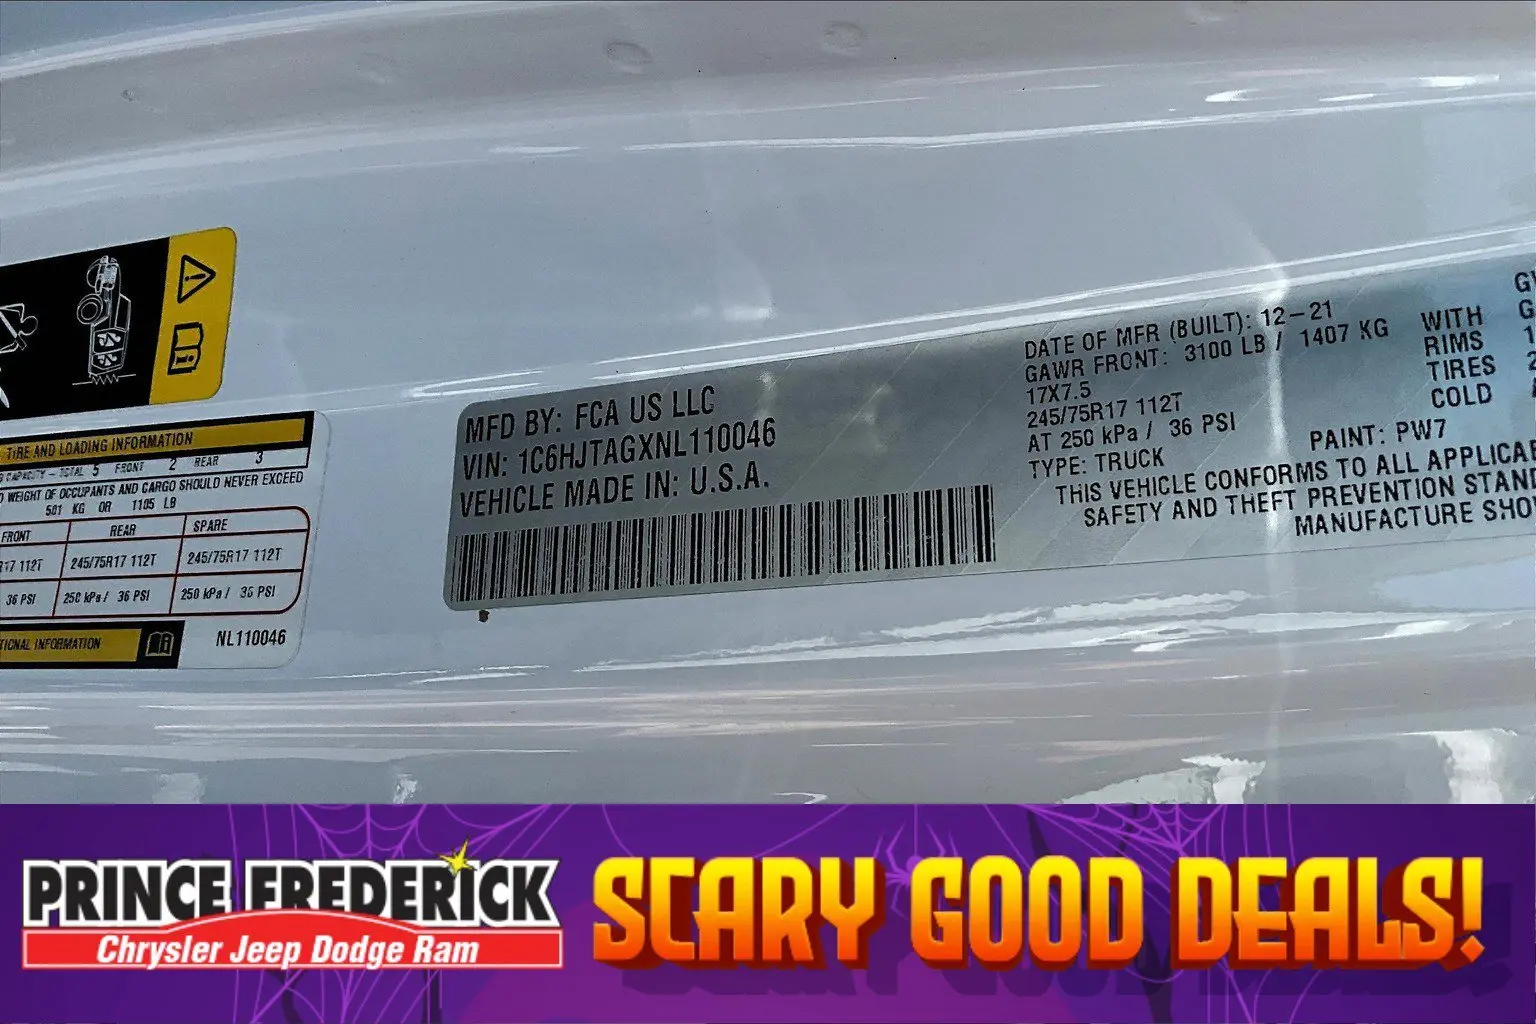 TIRE AND LOADING INFORMATION
CAPACITY - TOTAL 5 FRONT 2 REAR 3
WEIGHT OF OCCUPANTS AND CARGO SHOULD NEVER EXCEED
501 KG OR 1105 LB
FRONT REAR SPARE
R17 112T 245/75R17 112T 245/75R17 112T
36 PSI 250 kPa / 36 PSI 250 kPa / 36 PSI
INFORMATION
NL110046
MFD BY: FCA US LLC
VIN: 1C6HJTAGXNL110046
VEHICLE MADE IN: U.S.A.
DATE OF MFR (BUILT): 12-21
GAWR FRONT: 3100 LB / 1407 KG WITH
17X7.5 RIMS
245/75R17 112T TIRES
AT 250 kPa / 36 PSI COLD
TYPE: TRUCK PAINT: PW7
THIS VEHICLE CONFORMS TO ALL APPLICAB
SAFETY AND THEFT PREVENTION STAN
MANUFACTURE SHO
PRINCE FREDERICK
Chrysler Jeep Dodge Ram
SCARY GOOD DEALS!